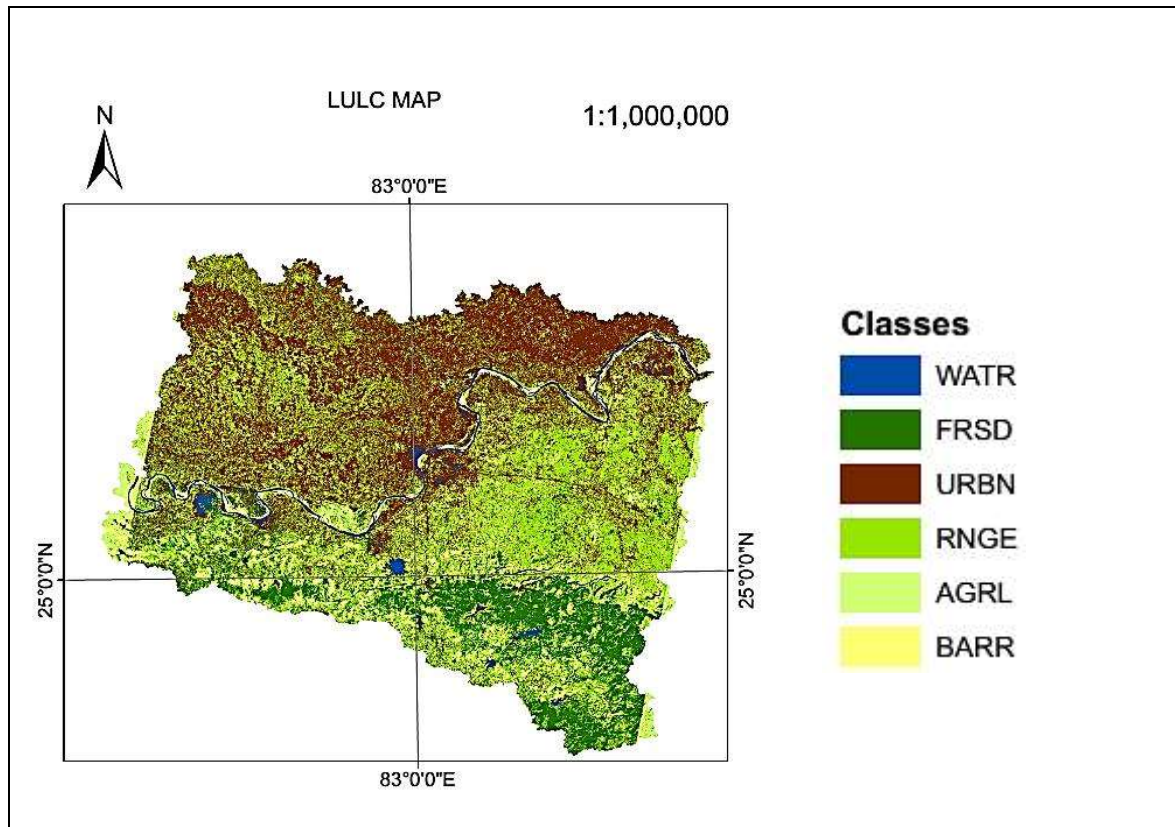 LULC MAP
1:1,000,000
N
83°0'0"E
25°0'0"N
25°0'0"N
83°0'0"E
Classes
WATR
FRSD
URBN
RNGE
AGRL
BARR